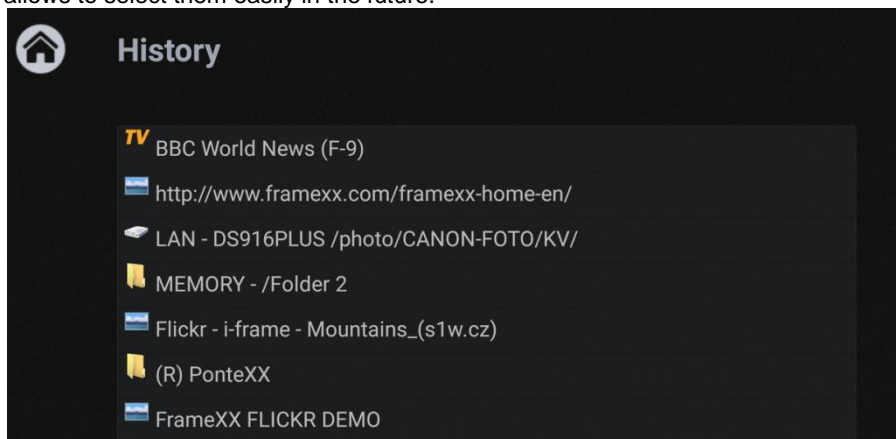 allows to select them easily in the future.
History
TV BBC World News (F-9)
http://www.framexx.com/framexx-home-en/
LAN - DS916PLUS /photo/CANON-FOTO/KV/
MEMORY - /Folder 2
Flickr - i-frame - Mountains_(s1w.cz)
(R) PonteXX
FrameXX FLICKR DEMO